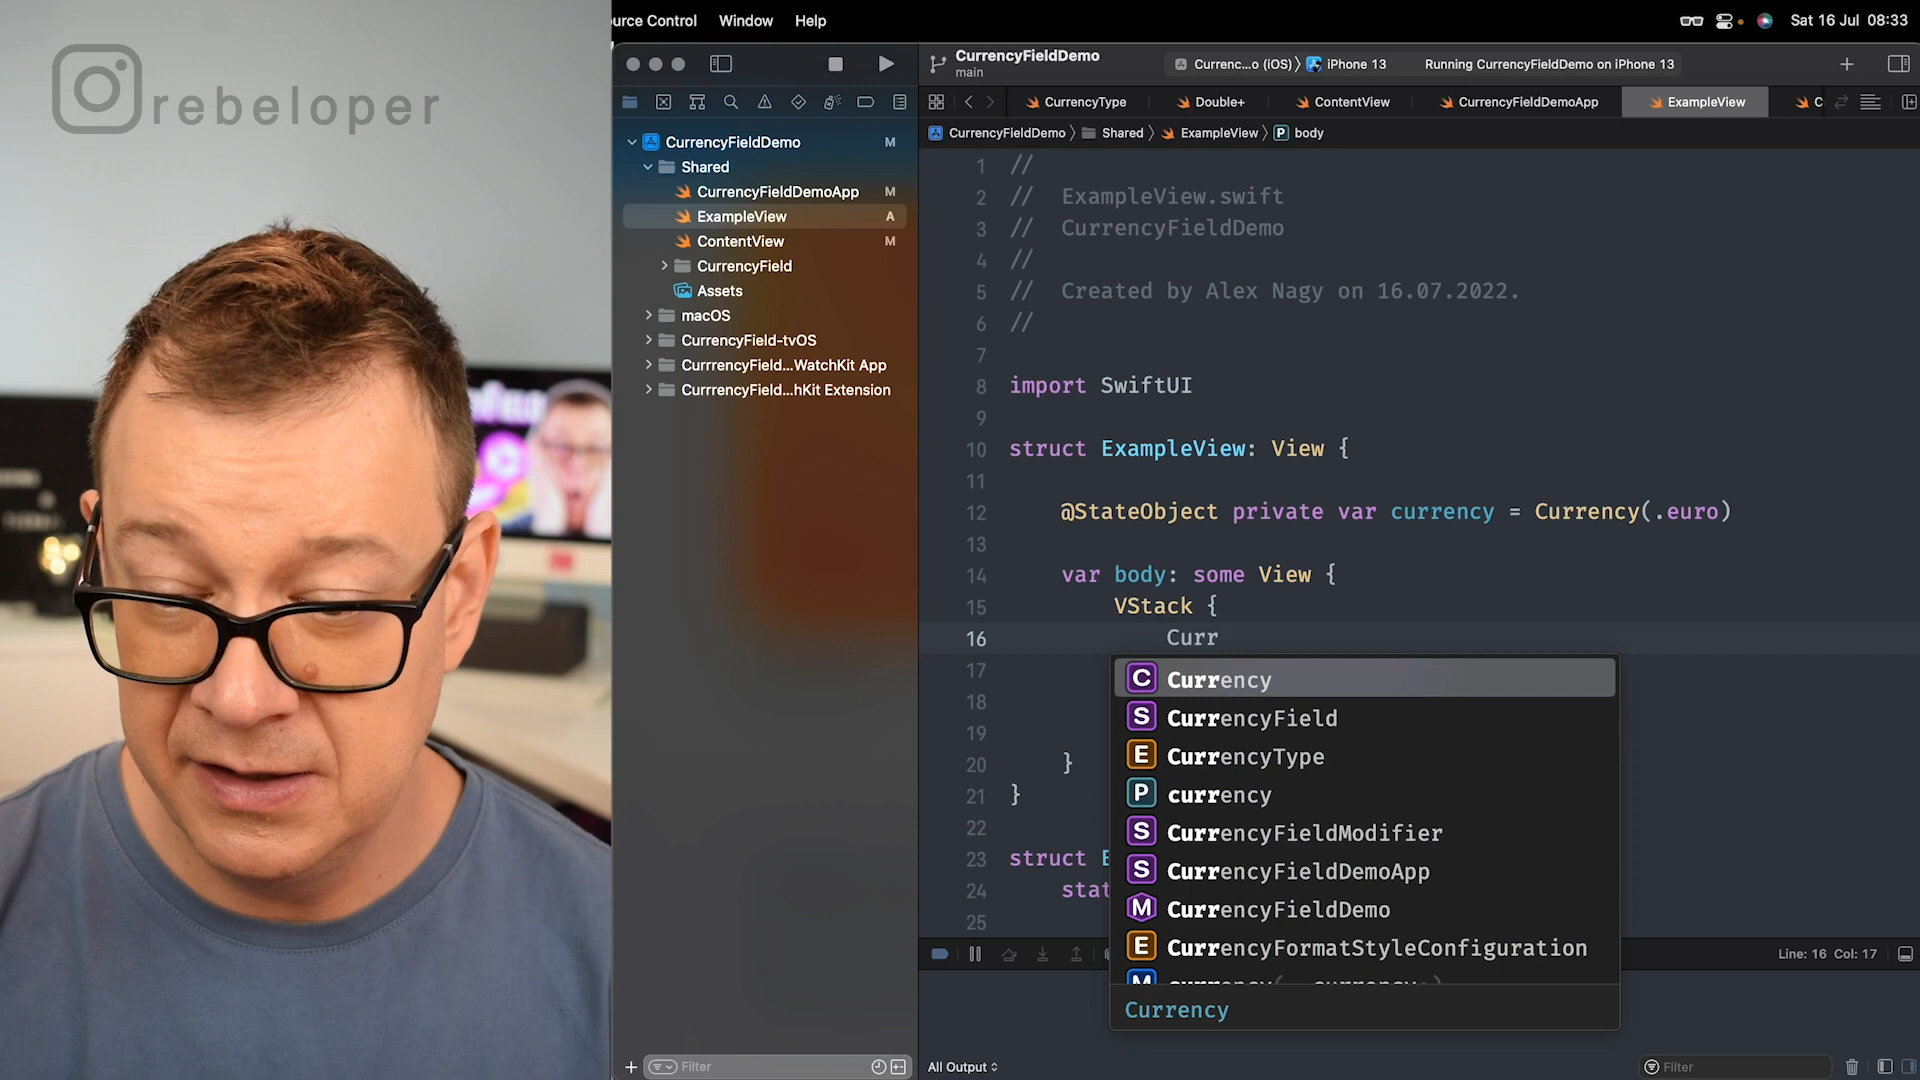 rebeloper
urce Control Window Help
Sat 16 Jul 08:33
CurrencyFieldDemo
main
Currenc...o (iOS) iPhone 13
Running CurrencyFieldDemo on iPhone 13
CurrencyType Double+ ContentView CurrencyFieldDemoApp ExampleView C
CurrencyFieldDemo Shared ExampleView P body
CurrencyFieldDemo M
Shared
CurrencyFieldDemoApp M
ExampleView A
ContentView M
CurrencyField
Assets
macOS
CurrencyField-tvOS
CurrrencyField...WatchKit App
CurrrencyField...hKit Extension
Filter
1 //
2 // ExampleView.swift
3 // CurrencyFieldDemo
4 //
5 // Created by Alex Nagy on 16.07.2022.
6 //
7
8 import SwiftUI
9
10 struct ExampleView: View {
11
12 @StateObject private var currency = Currency(.euro)
13
14 var body: some View {
15 VStack {
16 Curr
17
18
19
20 }
21 }
22
23 struct E
24 stat
25
C Currency
S CurrencyField
E CurrencyType
P currency
S CurrencyFieldModifier
S CurrencyFieldDemoApp
M CurrencyFieldDemo
E CurrencyFormatStyleConfiguration
Currency
Line: 16 Col: 17
All Output
Filter